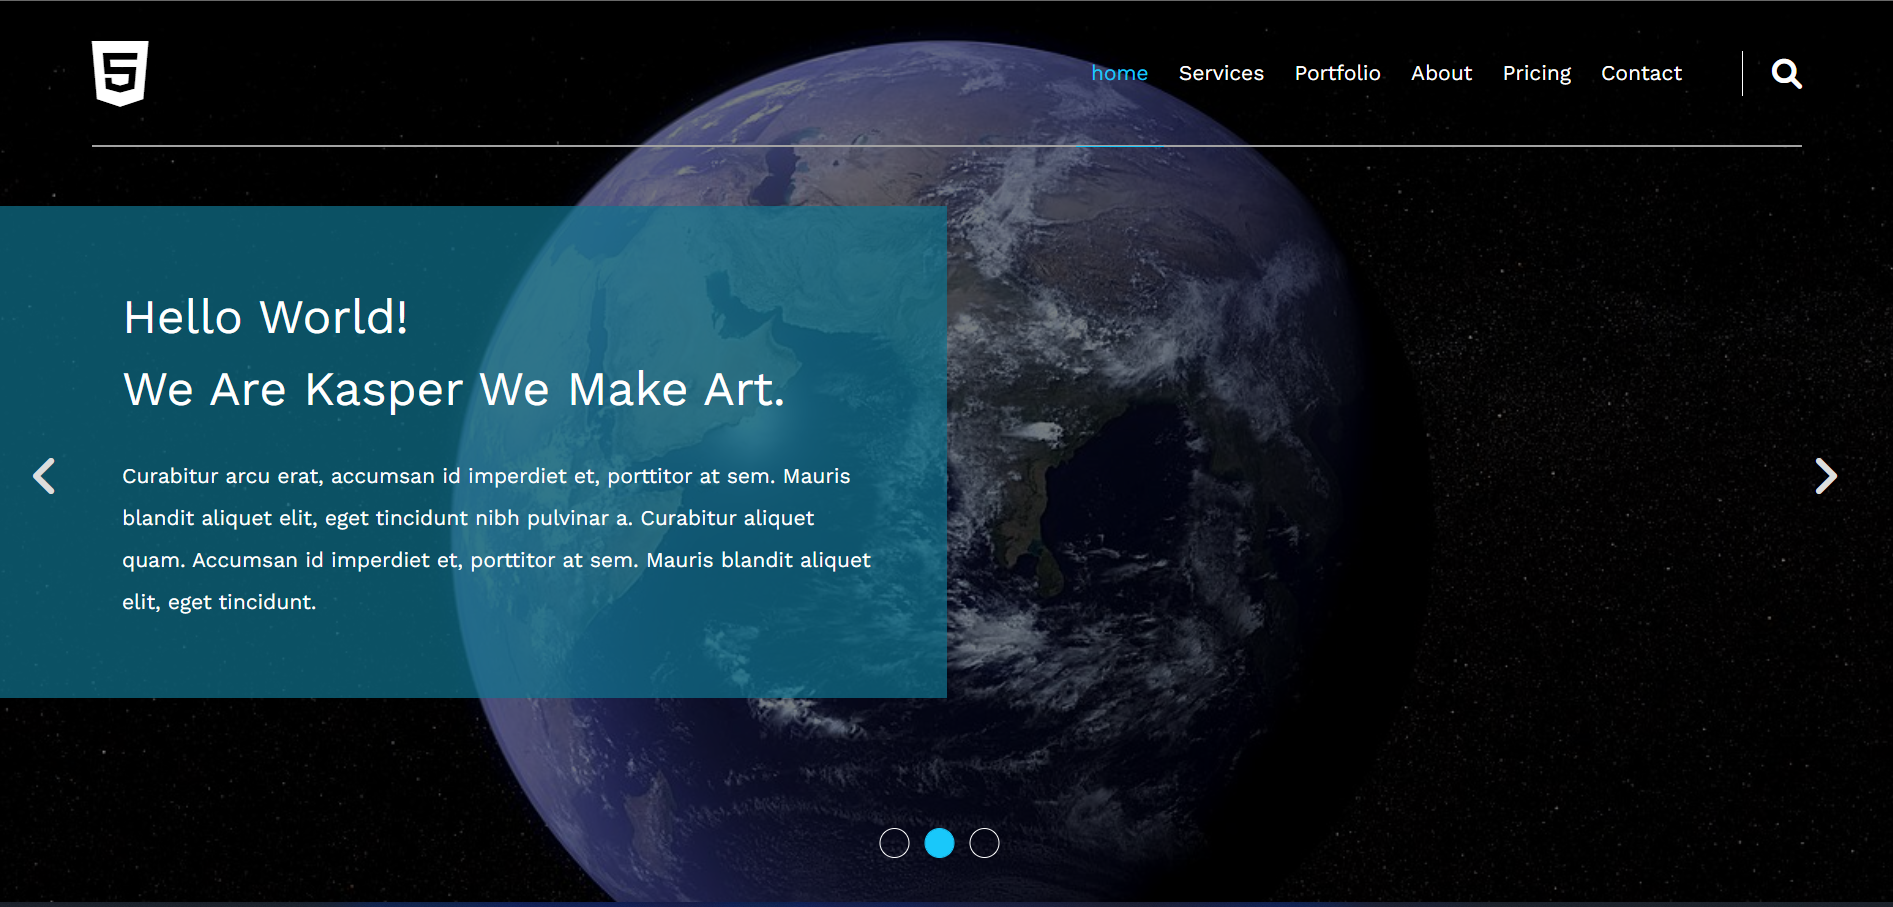 5
home Services Portfolio About Pricing Contact
Hello World!
We Are Kasper We Make Art.
Curabitur arcu erat, accumsan id imperdiet et, porttitor at sem. Mauris
blandit aliquet elit, eget tincidunt nibh pulvinar a. Curabitur aliquet
quam. Accumsan id imperdiet et, porttitor at sem. Mauris blandit aliquet
elit, eget tincidunt.